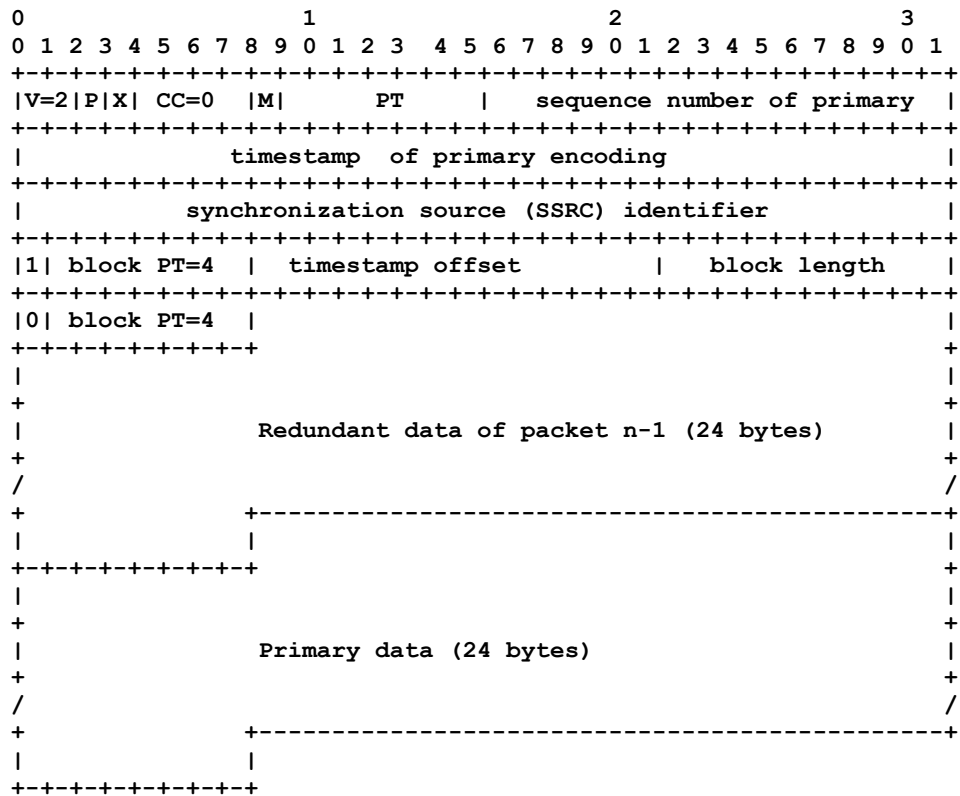 0                   1                    2                   3
0 1 2 3 4 5 6 7 8 9 0 1 2 3  4 5 6 7 8 9 0 1 2 3 4 5 6 7 8 9 0 1
+-+-+-+-+-+-+-+-+-+-+-+-+-+-+-+-+-+-+-+-+-+-+-+-+-+-+-+-+-+-+-+-+
|V=2|P|X| CC=0  |M|      PT     |   sequence number of primary  |
+-+-+-+-+-+-+-+-+-+-+-+-+-+-+-+-+-+-+-+-+-+-+-+-+-+-+-+-+-+-+-+-+
|              timestamp  of primary encoding                   |
+-+-+-+-+-+-+-+-+-+-+-+-+-+-+-+-+-+-+-+-+-+-+-+-+-+-+-+-+-+-+-+-+
|           synchronization source (SSRC) identifier            |
+-+-+-+-+-+-+-+-+-+-+-+-+-+-+-+-+-+-+-+-+-+-+-+-+-+-+-+-+-+-+-+-+
|1| block PT=4  |  timestamp offset         |   block length    |
+-+-+-+-+-+-+-+-+-+-+-+-+-+-+-+-+-+-+-+-+-+-+-+-+-+-+-+-+-+-+-+-+
|0| block PT=4  |                                               |
+-+-+-+-+-+-+-+-+                                               +
|                                                               |
+                                                               +
|                Redundant data of packet n-1 (24 bytes)        |
+                                                               +
/                                                               /
+               +-----------------------------------------------+
|               |                                               |
+-+-+-+-+-+-+-+-+                                               +
|                                                               |
+                                                               +
|                Primary data (24 bytes)                        |
+                                                               +
/                                                               /
+               +-----------------------------------------------+
|               |
+-+-+-+-+-+-+-+-+